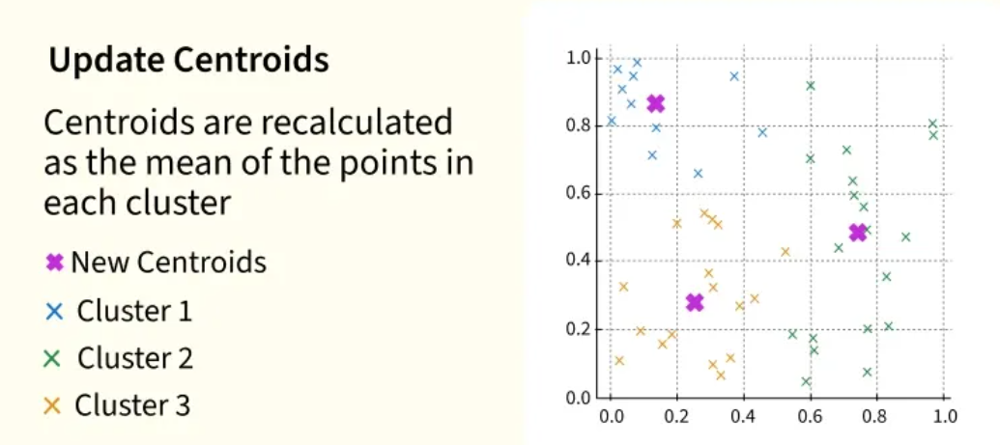 Update Centroids
Centroids are recalculated
as the mean of the points in
each cluster
New Centroids
Cluster 1
Cluster 2
Cluster 3
1.0
0.8
0.6
0.4
0.2
0.0
0.0 0.2 0.4 0.6 0.8 1.0